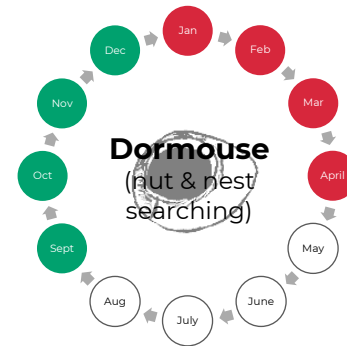 Jan
Feb
Mar
April
May
June
July
Aug
Sept
Oct
Nov
Dec
Dormouse
(nut & nest
searching)